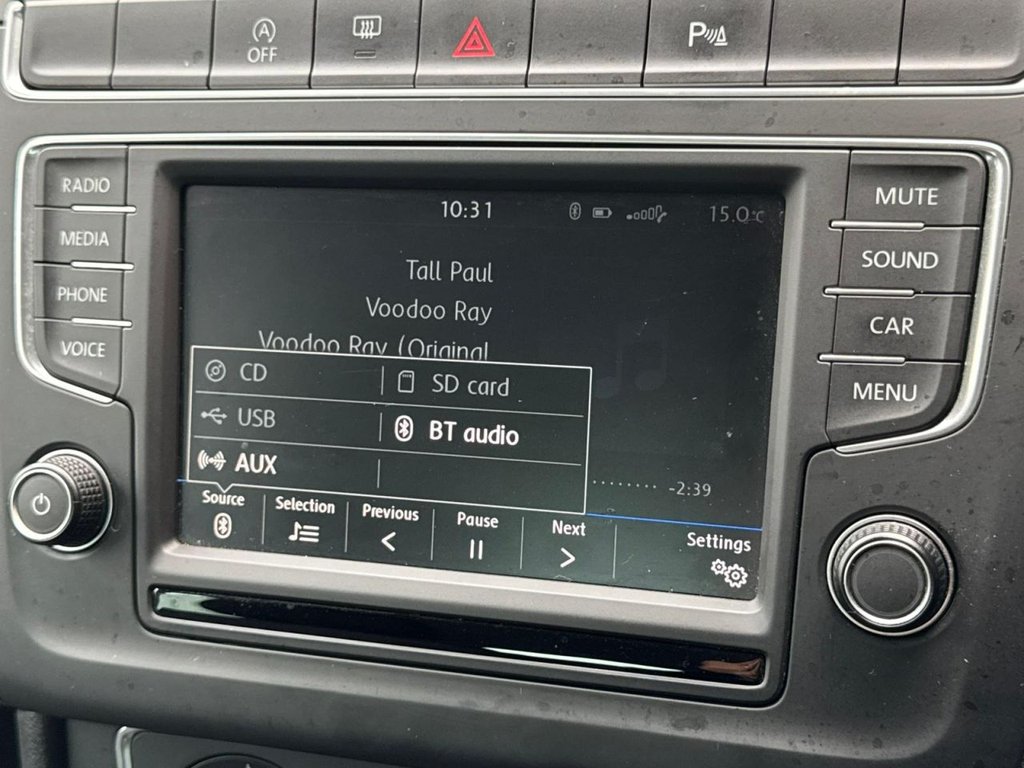 A
OFF
P
RADIO
MEDIA
PHONE
VOICE
10:31
15.0°C
Tall Paul
Voodoo Ray
Voodoo Ray (Original
CD
SD card
USB
BT audio
AUX
-2:39
Source
Selection
Previous
Pause
Next
Settings
MUTE
SOUND
CAR
MENU